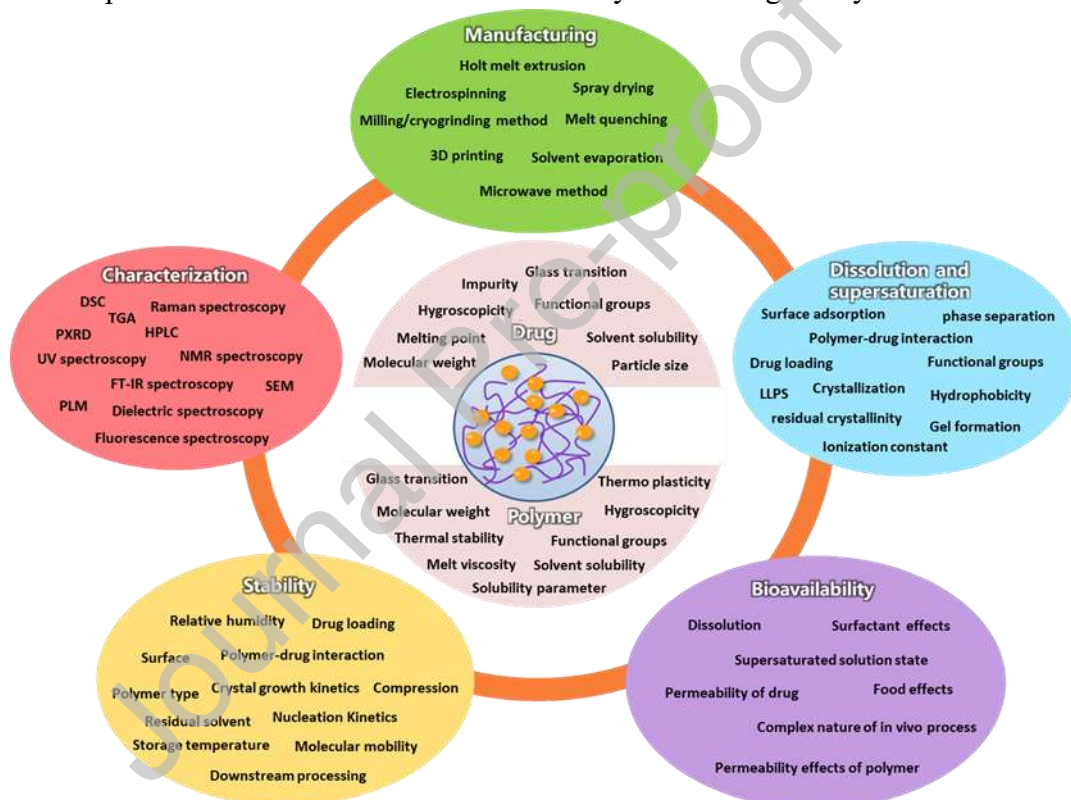 Manufacturing
Holt melt extrusion
Electrospinning Spray drying
Milling/cryogrinding method Melt quenching
3D printing Solvent evaporation
Microwave method
Characterization
DSC
TGA Raman spectroscopy
PXRD HPLC
UV spectroscopy NMR spectroscopy
FT-IR spectroscopy SEM
PLM Dielectric spectroscopy
Fluorescence spectroscopy
Glass transition
Impurity
Hygroscopicity Functional groups
Drug
Melting point Solvent solubility
Molecular weight Particle size
Glass transition Thermo plasticity
Molecular weight Hygroscopicity
Polymer
Thermal stability Functional groups
Melt viscosity Solvent solubility
Solubility parameter
Dissolution and
supersaturation
Surface adsorption phase separation
Polymer-drug interaction
Drug loading Functional groups
LLPS Crystallization Hydrophobicity
residual crystallinity Gel formation
Ionization constant
Stability
Relative humidity Drug loading
Surface Polymer-drug interaction
Polymer type Crystal growth kinetics Compression
Residual solvent Nucleation Kinetics
Storage temperature Molecular mobility
Downstream processing
Bioavailability
Dissolution Surfactant effects
Supersaturated solution state
Permeability of drug Food effects
Complex nature of in vivo process
Permeability effects of polymer
Journal Pre-proof